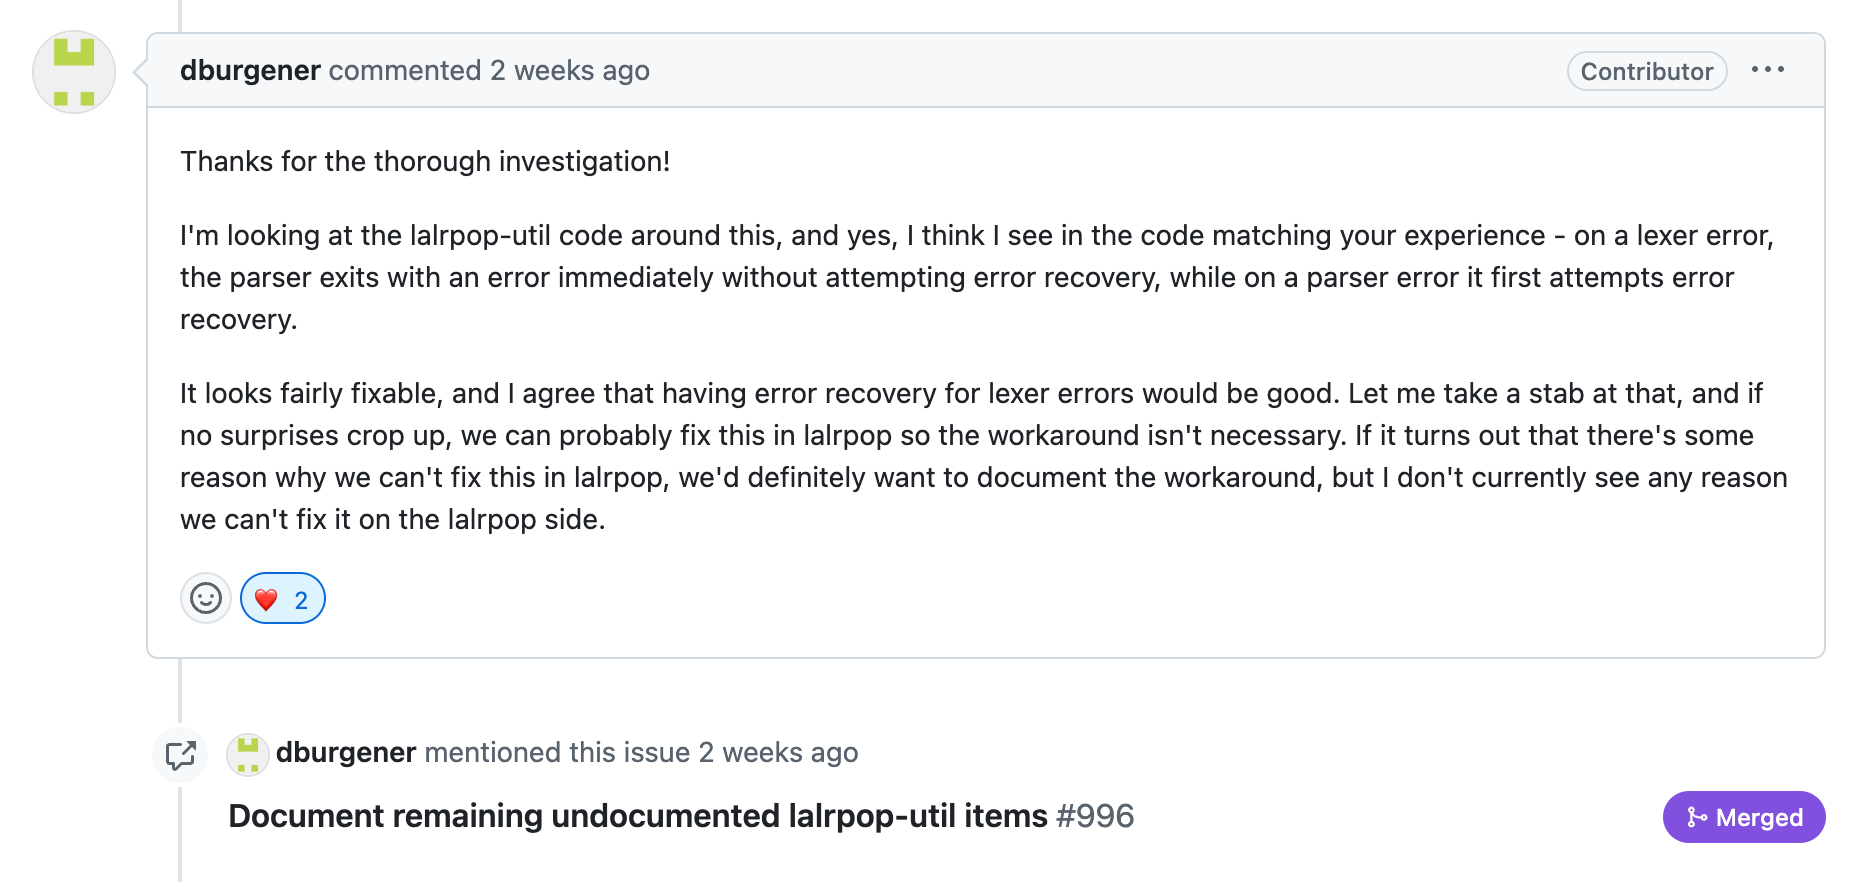 dburgener commented 2 weeks ago
Contributor
Thanks for the thorough investigation!
I'm looking at the lalrpop-util code around this, and yes, I think I see in the code matching your experience - on a lexer error,
the parser exits with an error immediately without attempting error recovery, while on a parser error it first attempts error
recovery.
It looks fairly fixable, and I agree that having error recovery for lexer errors would be good. Let me take a stab at that, and if
no surprises crop up, we can probably fix this in lalrpop so the workaround isn't necessary. If it turns out that there's some
reason why we can't fix this in lalrpop, we'd definitely want to document the workaround, but I don't currently see any reason
we can't fix it on the lalrpop side.
❤️ 2
dburgener mentioned this issue 2 weeks ago
Document remaining undocumented lalrpop-util items #996
Merged